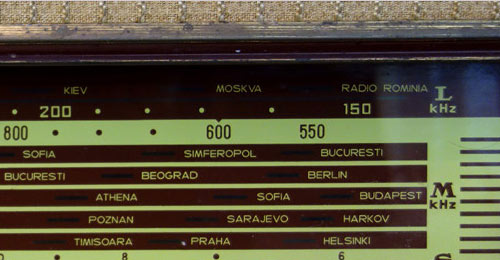 KIEV MOSKVA RADIO ROMINIA L
200 150 kHz
800 600 550
SOFIA SIMFEROPOL BUCURESTI
BUCURESTI BEOGRAD BERLIN M
ATHENA SOFIA BUDAPEST kHz
POZNAN SARAJEVO HARKOV
TIMISOARA PRAHA HELSINKI
8 6